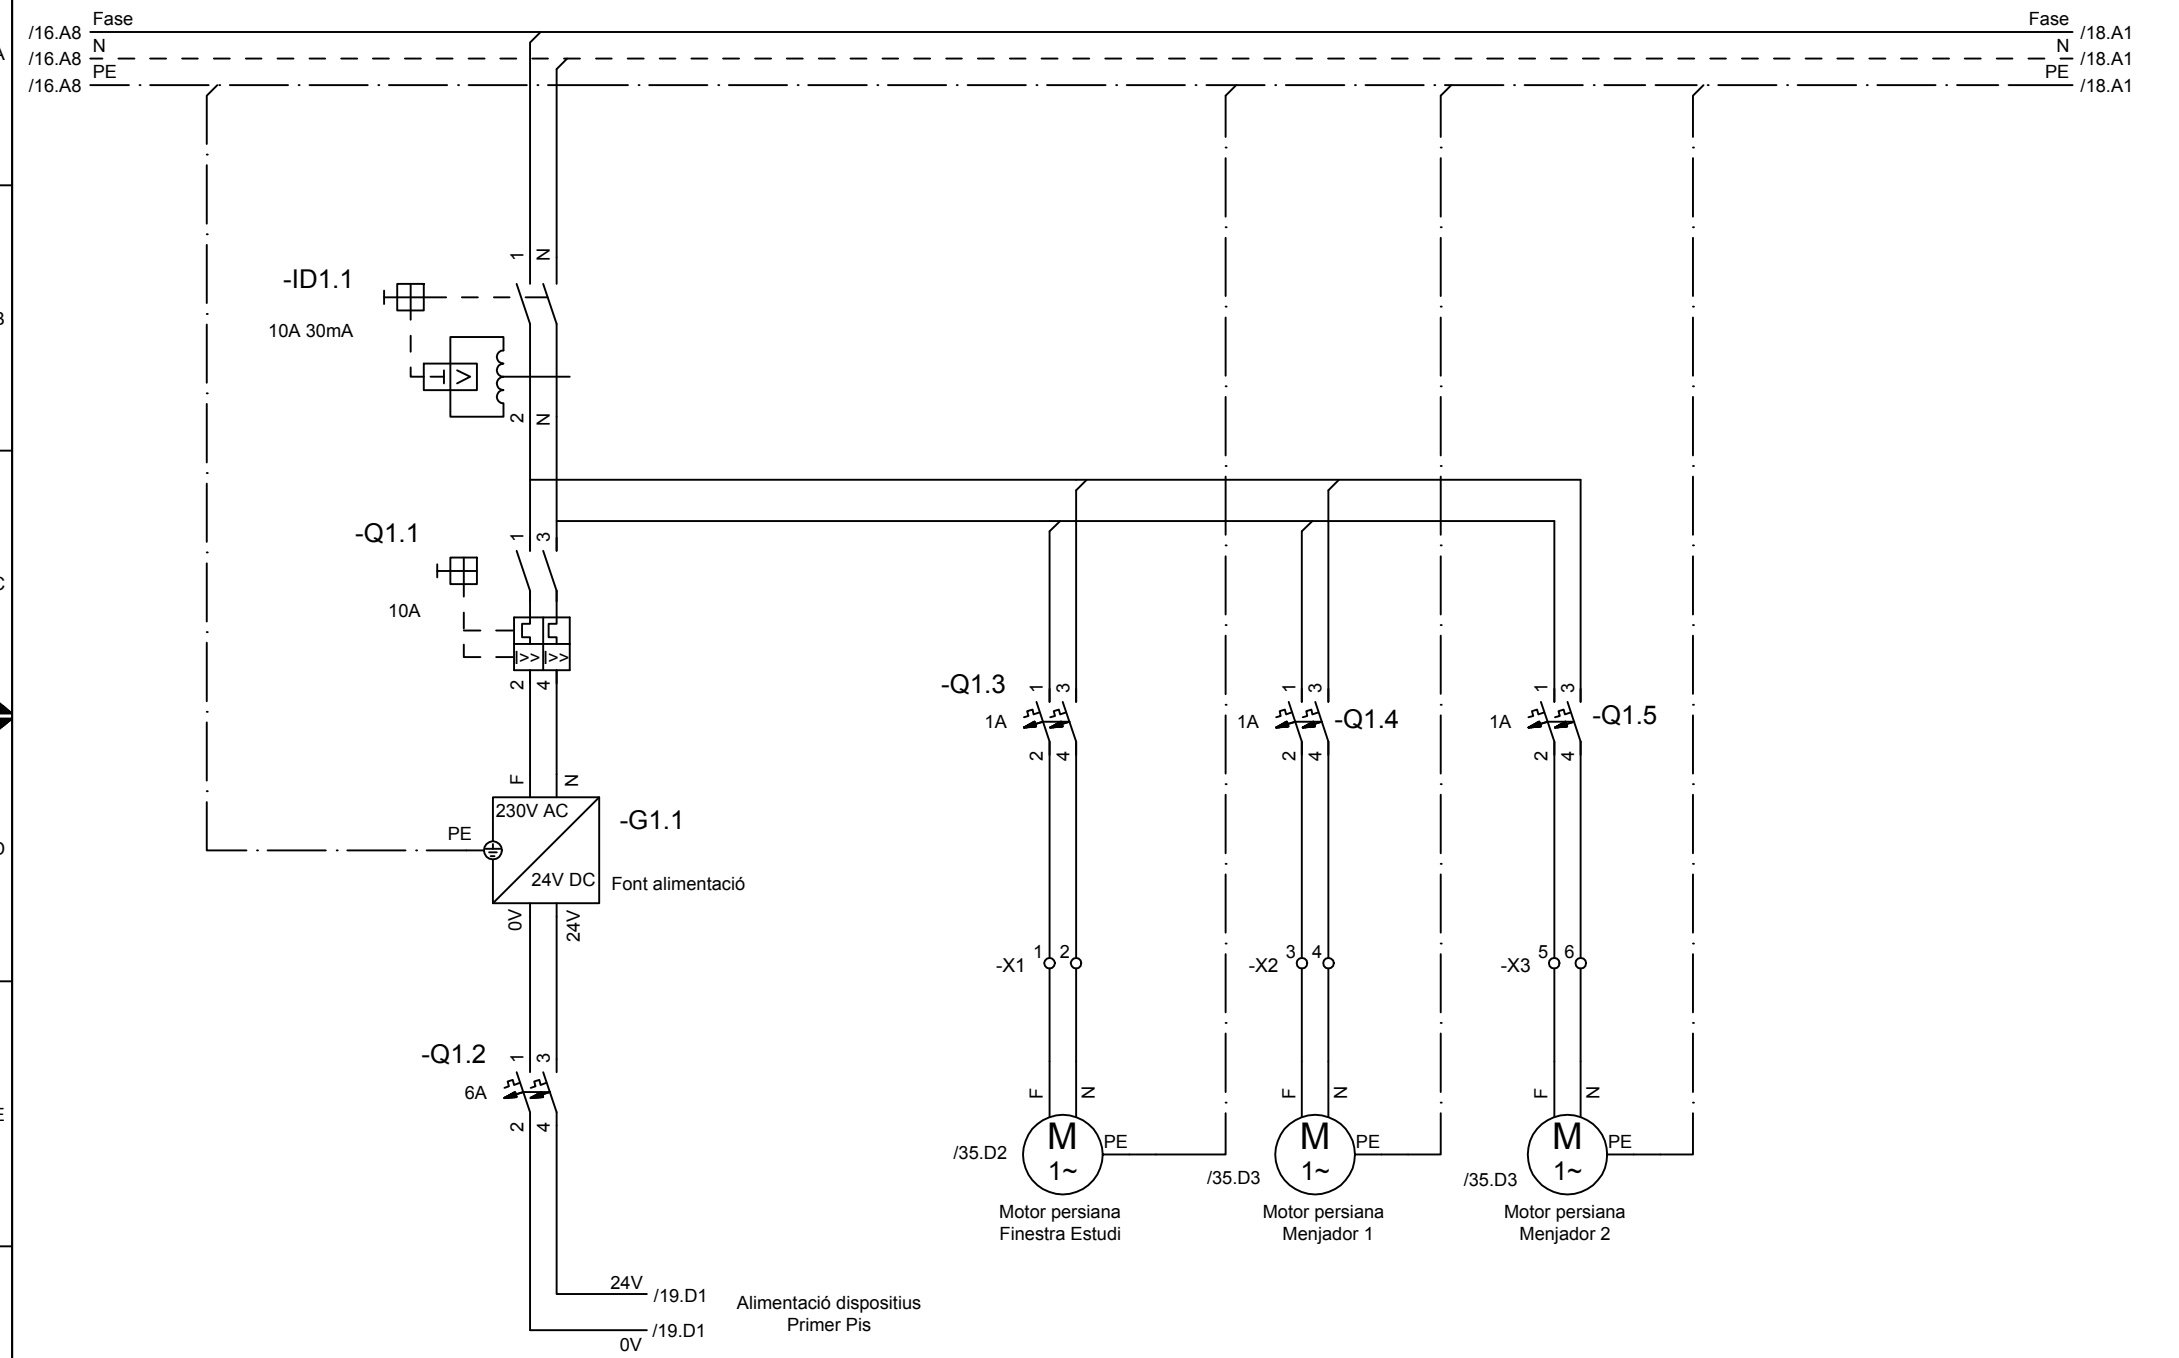 Fase
Fase
/16.A8
/18.A1
N
N
/16.A8
/18.A1
PE
PE
/16.A8
/18.A1
A
B
C
D
E
1 N
-ID1.1
10A 30mA
>
2 N
-Q1.1
1 3
10A
I>> I>>
2 4
F N
230V AC
-G1.1
PE
24V DC
Font alimentació
0V 24V
-Q1.2
1 3
6A
2 4
24V
/19.D1
/19.D1
0V
Alimentació dispositius
Primer Pis
-Q1.3
1 3
1A
2 4
-X1
1 2
F N
M
1~
PE
/35.D2
Motor persiana
Finestra Estudi
1 3
1A
-Q1.4
2 4
-X2
3 4
F N
M
1~
PE
/35.D3
Motor persiana
Menjador 1
1 3
1A
-Q1.5
2 4
-X3
5 6
F N
M
1~
PE
/35.D3
Motor persiana
Menjador 2